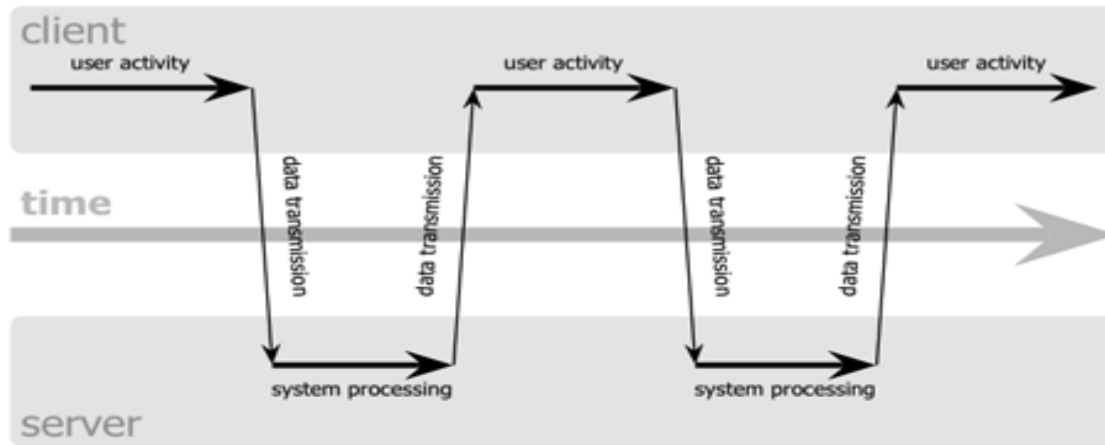 client
user activity
user activity
user activity
data transmission
data transmission
data transmission
data transmission
time
system processing
system processing
server